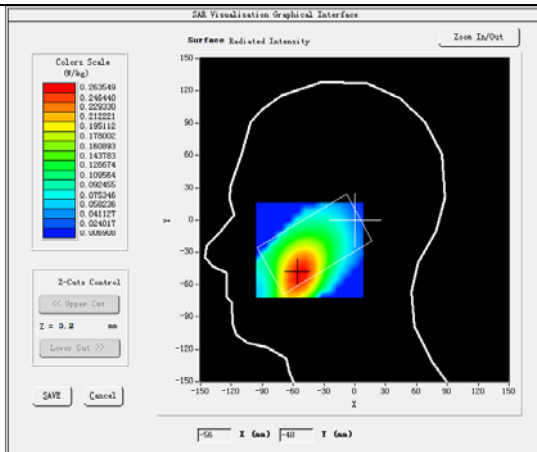 SAR Visualisation Graphical Interface
Surface Radiated Intensity
Zoom In/Out
Colors Scale
(W/kg)
0.263549
0.246440
0.229330
0.212221
0.195112
0.178002
0.160893
0.143783
0.126674
0.109564
0.092455
0.075346
0.058236
0.041127
0.024017
0.006908
Z-Cuts Control
<< Upper Cut
Z = 3.2 mm
Lower Cut >>
SAVE Cancel
150-
120-
90-
60-
30-
Y 0-
-30-
-60-
-90-
-120-
-150-
-150 -120 -90 -60 -30 0 30 60 90 120 150
X
-56 X (mm) -48 Y (mm)